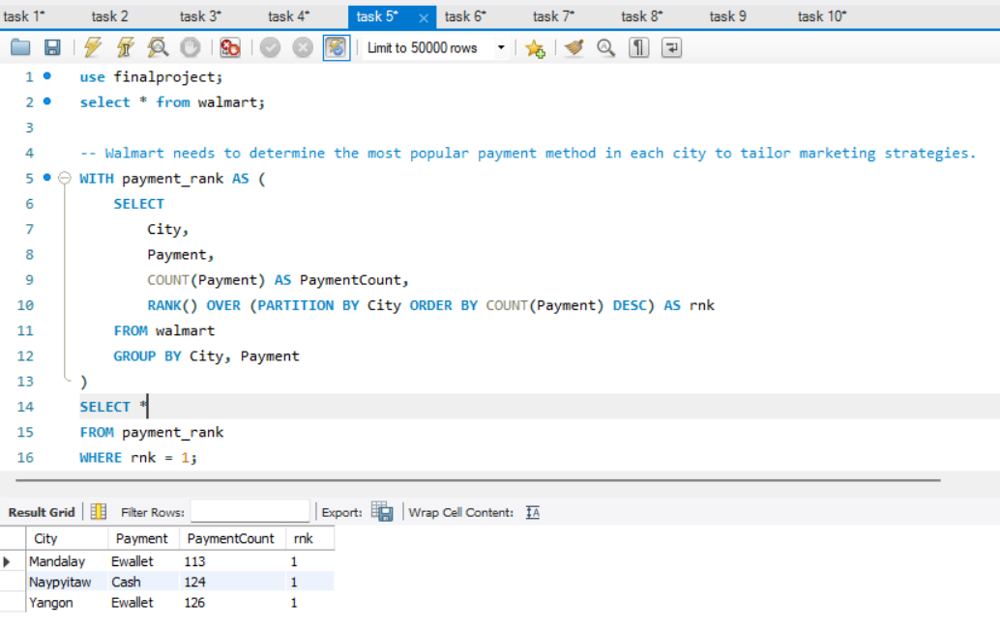 task 1* task 2 task 3* task 4* task 5* × task 6* task 7* task 8* task 9 task 10*
Limit to 50000 rows
1 use finalproject;
2 select * from walmart;
3
4 -- Walmart needs to determine the most popular payment method in each city to tailor marketing strategies.
5 WITH payment_rank AS (
6 SELECT
7 City,
8 Payment,
9 COUNT(Payment) AS PaymentCount,
10 RANK() OVER (PARTITION BY City ORDER BY COUNT(Payment) DESC) AS rnk
11 FROM walmart
12 GROUP BY City, Payment
13 )
14 SELECT *
15 FROM payment_rank
16 WHERE rnk = 1;
Result Grid Filter Rows: Export: Wrap Cell Content: IA
City Payment PaymentCount rnk
Mandalay Ewallet 113 1
Naypyitaw Cash 124 1
Yangon Ewallet 126 1